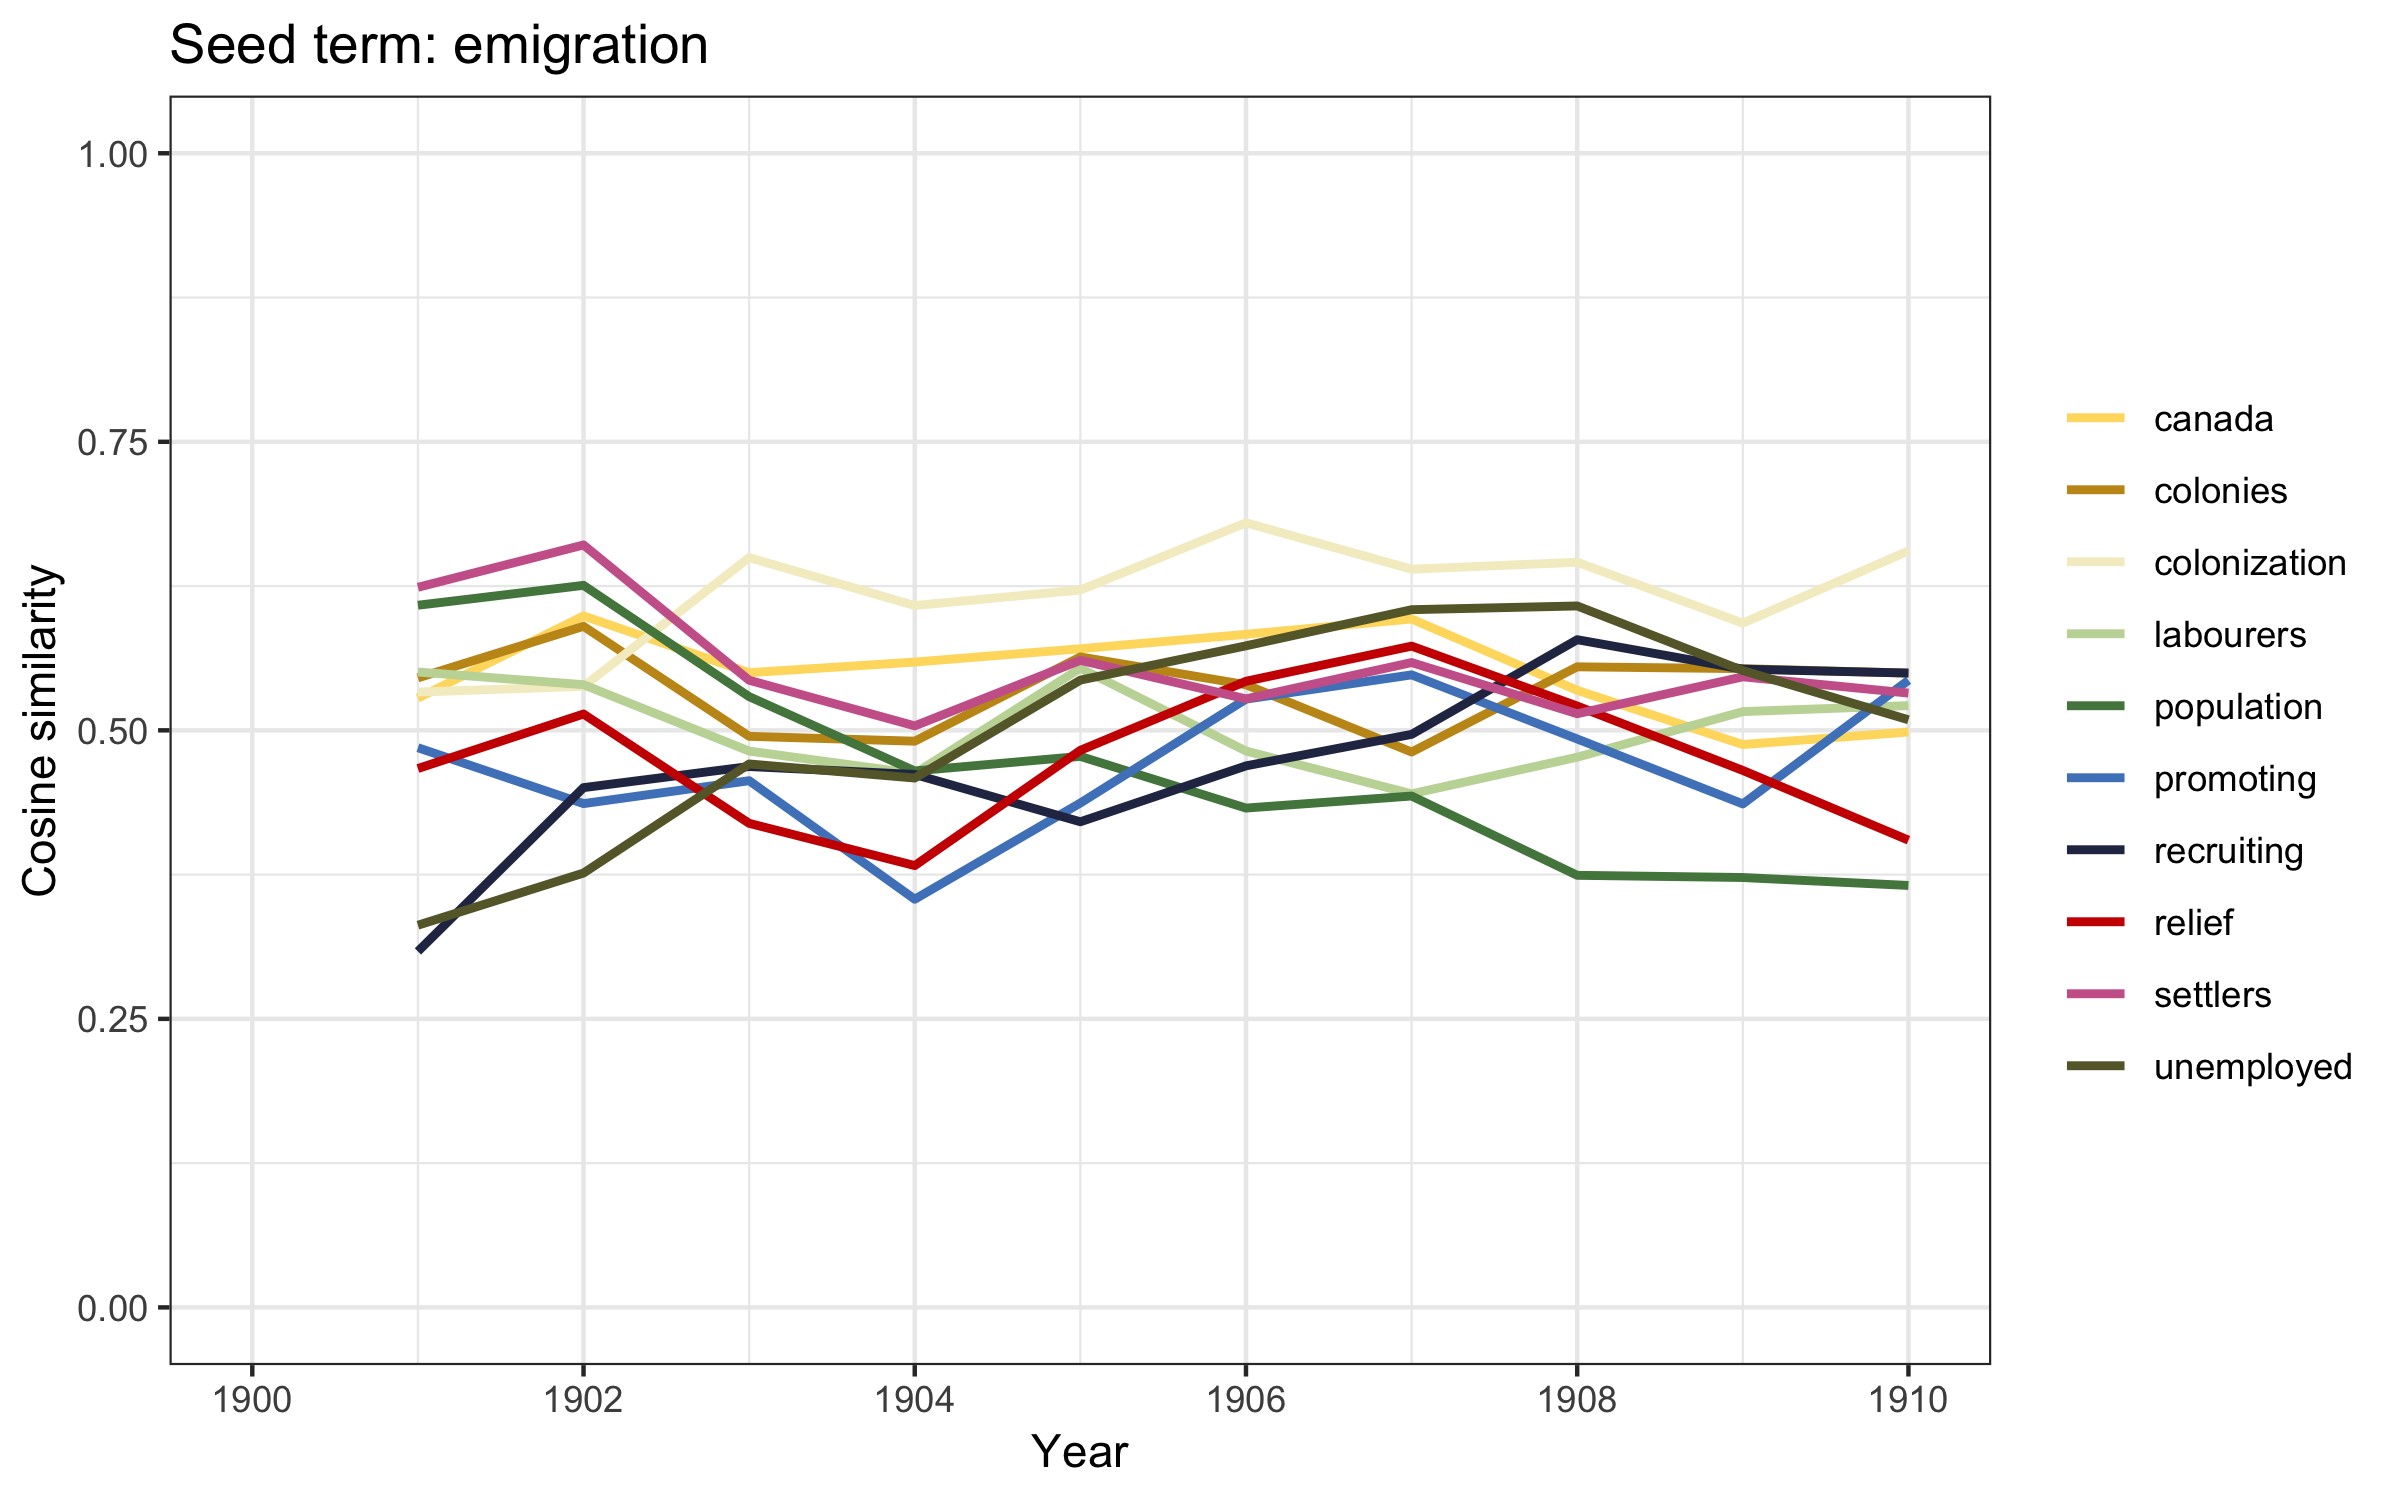 Seed term: emigration
Cosine similarity
1.00
0.75
0.50
0.25
0.00
1900 1902 1904 1906 1908 1910
Year
canada
colonies
colonization
labourers
population
promoting
recruiting
relief
settlers
unemployed